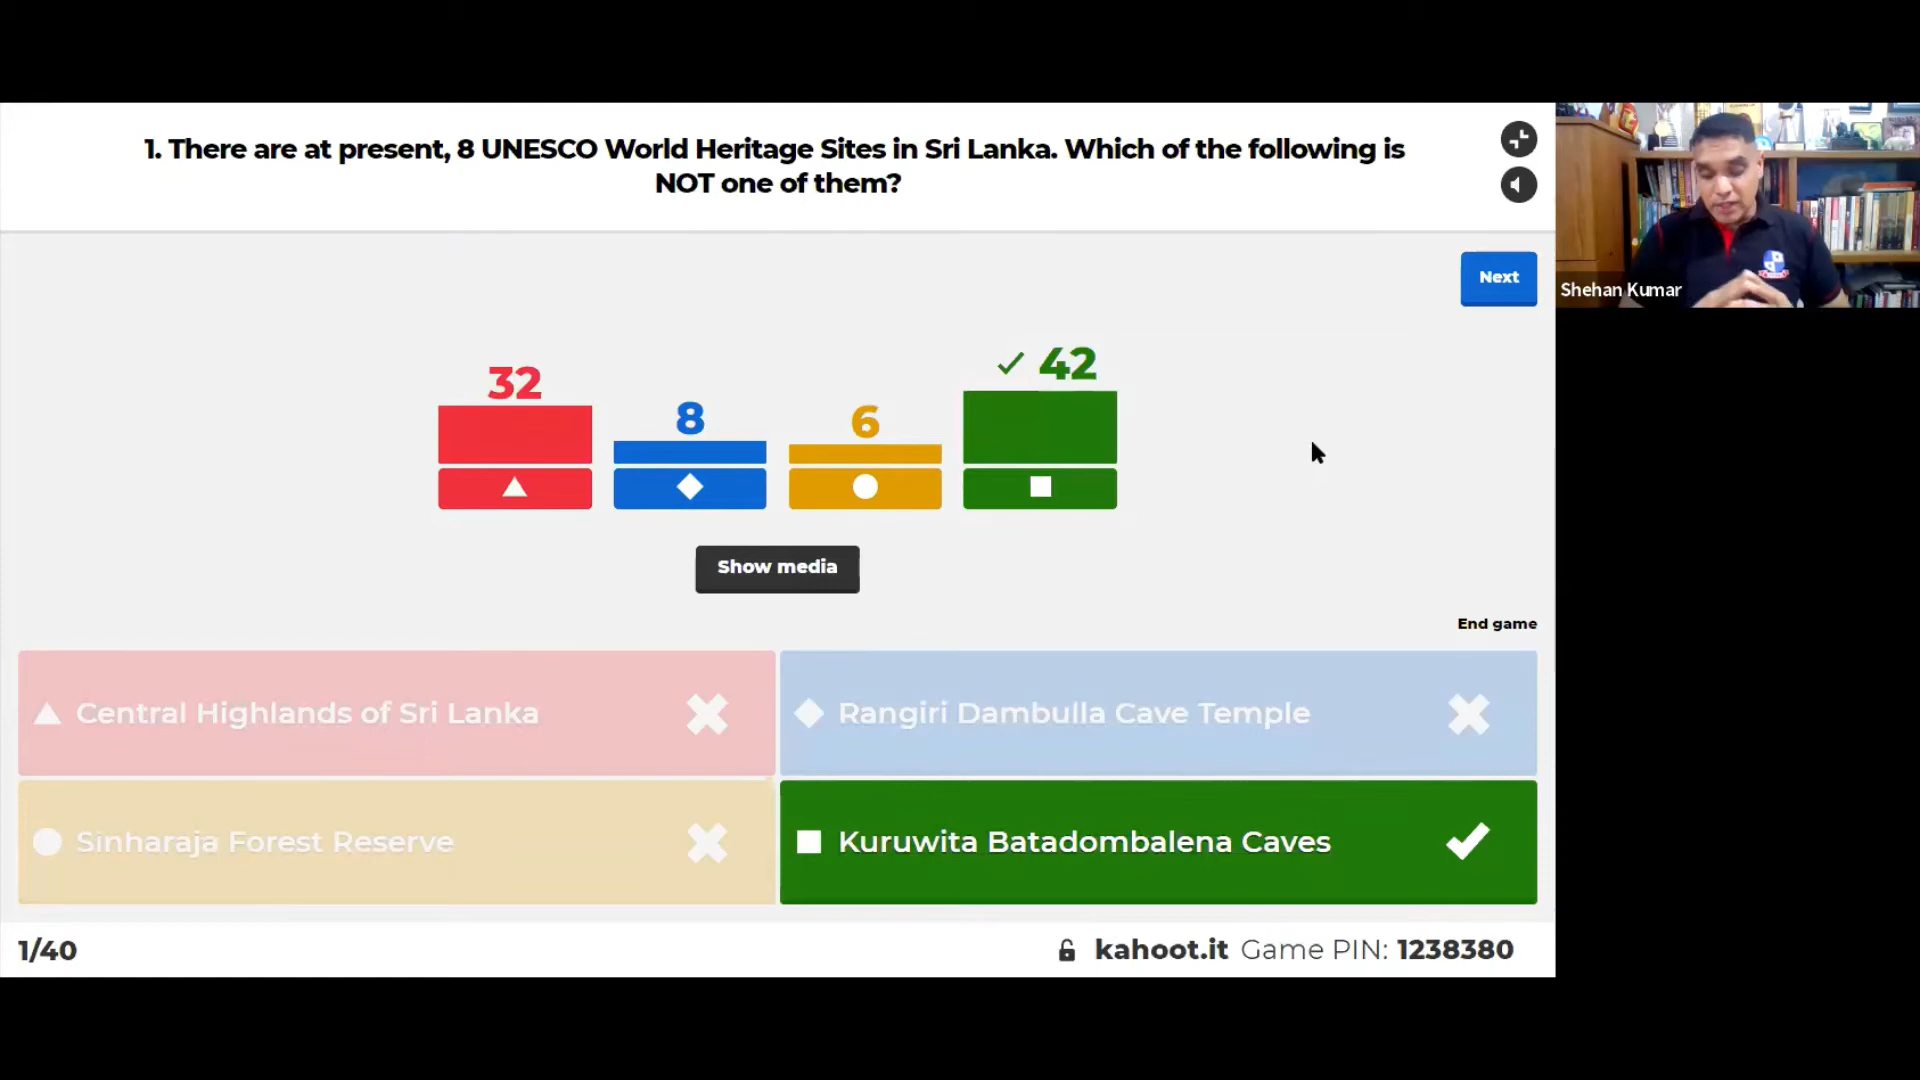 1. There are at present, 8 UNESCO World Heritage Sites in Sri Lanka. Which of the following is
NOT one of them?
Next
Shehan Kumar
32
8
6
42
Show media
End game
Central Highlands of Sri Lanka
Rangiri Dambulla Cave Temple
Sinharaja Forest Reserve
Kuruwita Batadombalena Caves
1/40
kahoot.it Game PIN: 1238380